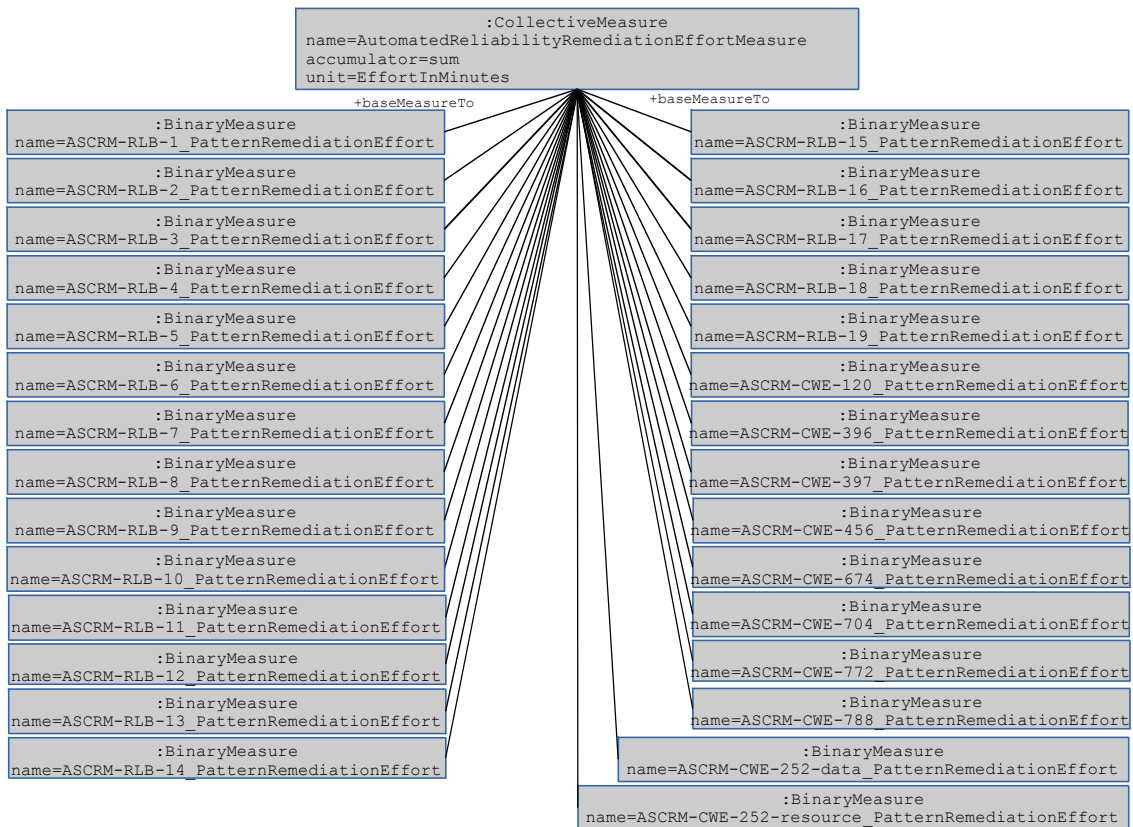 :CollectiveMeasure
name=AutomatedReliabilityRemediationEffortMeasure
accumulator=sum
unit=EffortInMinutes
+baseMeasureTo
+baseMeasureTo
:BinaryMeasure
name=ASCRM-RLB-1_PatternRemediationEffort
:BinaryMeasure
name=ASCRM-RLB-2_PatternRemediationEffort
:BinaryMeasure
name=ASCRM-RLB-3_PatternRemediationEffort
:BinaryMeasure
name=ASCRM-RLB-4_PatternRemediationEffort
:BinaryMeasure
name=ASCRM-RLB-5_PatternRemediationEffort
:BinaryMeasure
name=ASCRM-RLB-6_PatternRemediationEffort
:BinaryMeasure
name=ASCRM-RLB-7_PatternRemediationEffort
:BinaryMeasure
name=ASCRM-RLB-8_PatternRemediationEffort
:BinaryMeasure
name=ASCRM-RLB-9_PatternRemediationEffort
:BinaryMeasure
name=ASCRM-RLB-10_PatternRemediationEffort
:BinaryMeasure
name=ASCRM-RLB-11_PatternRemediationEffort
:BinaryMeasure
name=ASCRM-RLB-12_PatternRemediationEffort
:BinaryMeasure
name=ASCRM-RLB-13_PatternRemediationEffort
:BinaryMeasure
name=ASCRM-RLB-14_PatternRemediationEffort
:BinaryMeasure
name=ASCRM-RLB-15_PatternRemediationEffort
:BinaryMeasure
name=ASCRM-RLB-16_PatternRemediationEffort
:BinaryMeasure
name=ASCRM-RLB-17_PatternRemediationEffort
:BinaryMeasure
name=ASCRM-RLB-18_PatternRemediationEffort
:BinaryMeasure
name=ASCRM-RLB-19_PatternRemediationEffort
:BinaryMeasure
name=ASCRM-CWE-120_PatternRemediationEffort
:BinaryMeasure
name=ASCRM-CWE-396_PatternRemediationEffort
:BinaryMeasure
name=ASCRM-CWE-397_PatternRemediationEffort
:BinaryMeasure
name=ASCRM-CWE-456_PatternRemediationEffort
:BinaryMeasure
name=ASCRM-CWE-674_PatternRemediationEffort
:BinaryMeasure
name=ASCRM-CWE-704_PatternRemediationEffort
:BinaryMeasure
name=ASCRM-CWE-772_PatternRemediationEffort
:BinaryMeasure
name=ASCRM-CWE-788_PatternRemediationEffort
:BinaryMeasure
name=ASCRM-CWE-252-data_PatternRemediationEffort
:BinaryMeasure
name=ASCRM-CWE-252-resource_PatternRemediationEffort